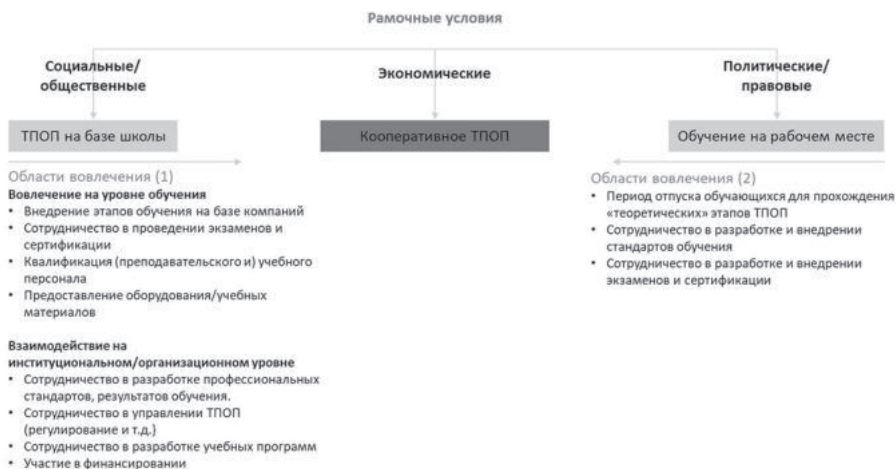 Рамочные условия
Социальные/
общественные
Экономические
Политические/
правовые
ТПОП на базе школы
Кооперативное ТПОП
Обучение на рабочем месте
Области вовлечения (1)
Вовлечение на уровне обучения
• Внедрение этапов обучения на базе компаний
• Сотрудничество в проведении экзаменов и
сертификации
• Квалификация (преподавательского и) учебного
персонала
• Предоставление оборудования/учебных
материалов
Взаимодействие на
институциональном/организационном уровне
• Сотрудничество в разработке профессиональных
стандартов, результатов обучения.
• Сотрудничество в управлении ТПОП
(регулирование и т.д.)
• Сотрудничество в разработке учебных программ
• Участие в финансировании
Области вовлечения (2)
• Период отпуска обучающихся для прохождения
«теоретических» этапов ТПОП
• Сотрудничество в разработке и внедрении
стандартов обучения
• Сотрудничество в разработке и внедрении
экзаменов и сертификации